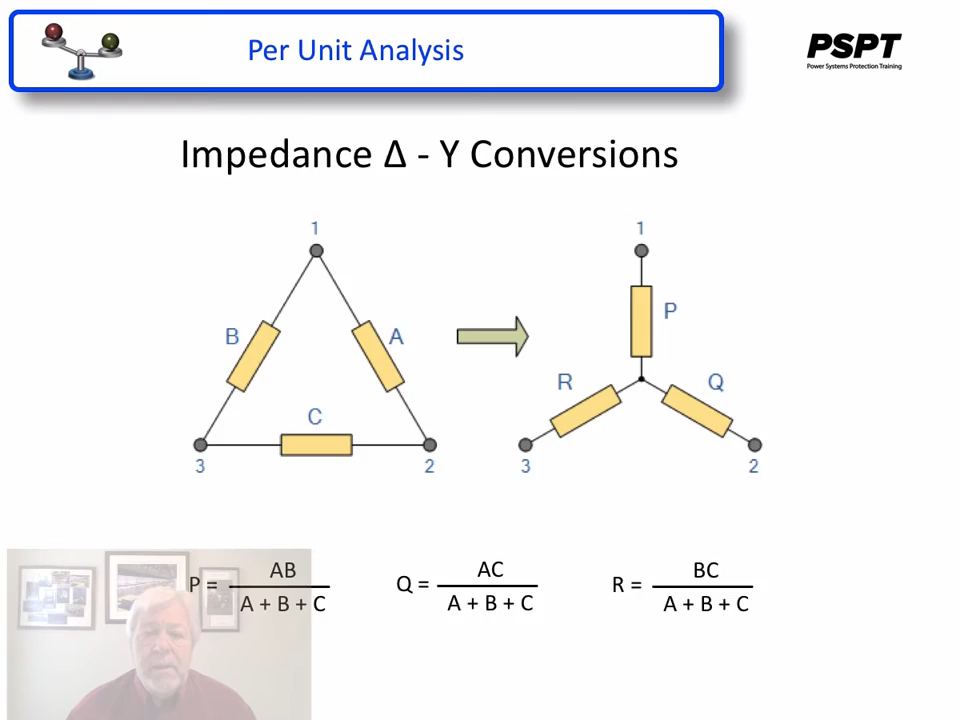 Per Unit Analysis
PSPT
Power Systems Protection Training
Impedance Δ - Y Conversions
1
B
A
C
3
2
1
P
R
Q
3
2
P = AB
A + B + C
Q = AC
A + B + C
R = BC
A + B + C